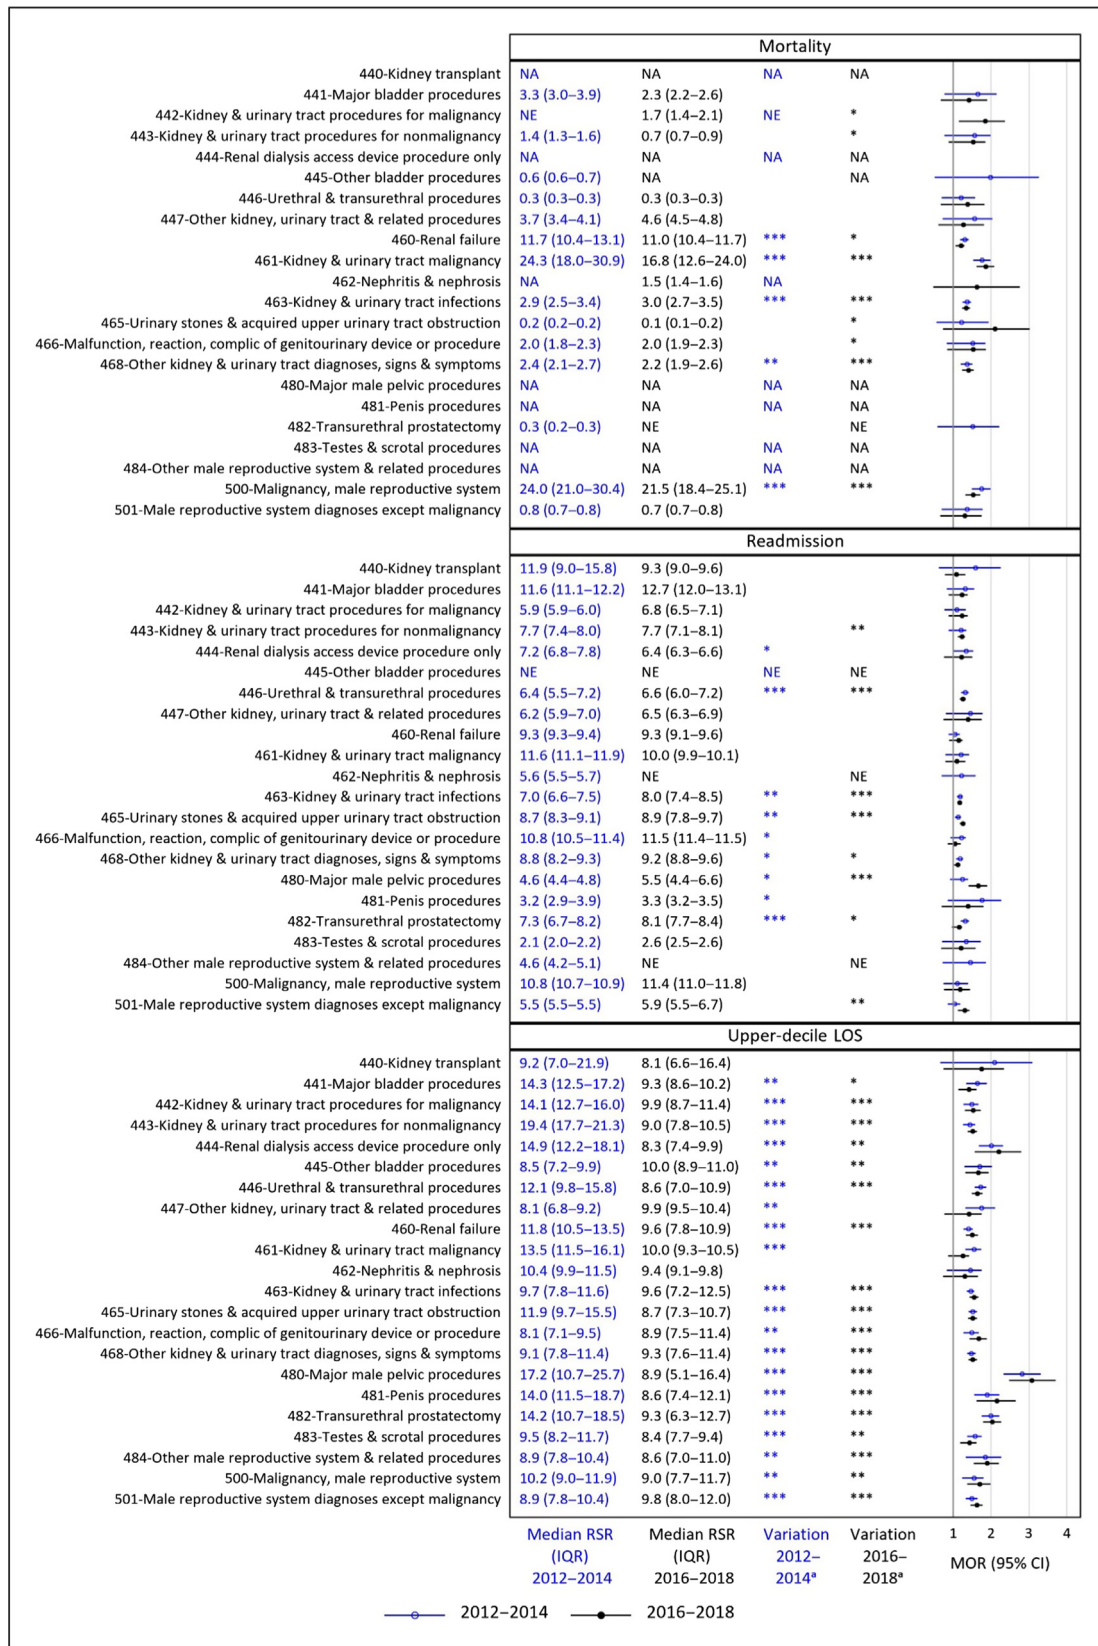 Mortality
440-Kidney transplant NA NA NA NA
441-Major bladder procedures 3.3 (3.0–3.9) 2.3 (2.2–2.6)
442-Kidney & urinary tract procedures for malignancy NE 1.7 (1.4–2.1) NE *
443-Kidney & urinary tract procedures for nonmalignancy 1.4 (1.3–1.6) 0.7 (0.7–0.9) *
444-Renal dialysis access device procedure only NA NA NA NA
445-Other bladder procedures 0.6 (0.6–0.7) NA NA
446-Urethral & transurethral procedures 0.3 (0.3–0.3) 0.3 (0.3–0.3)
447-Other kidney, urinary tract & related procedures 3.7 (3.4–4.1) 4.6 (4.5–4.8)
460-Renal failure 11.7 (10.4–13.1) 11.0 (10.4–11.7) *** *
461-Kidney & urinary tract malignancy 24.3 (18.0–30.9) 16.8 (12.6–24.0) *** ***
462-Nephritis & nephrosis NA 1.5 (1.4–1.6) NA
463-Kidney & urinary tract infections 2.9 (2.5–3.4) 3.0 (2.7–3.5) *** ***
465-Urinary stones & acquired upper urinary tract obstruction 0.2 (0.2–0.2) 0.1 (0.1–0.2) *
466-Malfunction, reaction, complic of genitourinary device or procedure 2.0 (1.8–2.3) 2.0 (1.9–2.3) *
468-Other kidney & urinary tract diagnoses, signs & symptoms 2.4 (2.1–2.7) 2.2 (1.9–2.6) ** ***
480-Major male pelvic procedures NA NA NA NA
481-Penis procedures NA NA NA NA
482-Transurethral prostatectomy 0.3 (0.2–0.3) NE NE
483-Testes & scrotal procedures NA NA NA NA
484-Other male reproductive system & related procedures NA NA NA NA
500-Malignancy, male reproductive system 24.0 (21.0–30.4) 21.5 (18.4–25.1) *** ***
501-Male reproductive system diagnoses except malignancy 0.8 (0.7–0.8) 0.7 (0.7–0.8)
Readmission
440-Kidney transplant 11.9 (9.0–15.8) 9.3 (9.0–9.6)
441-Major bladder procedures 11.6 (11.1–12.2) 12.7 (12.0–13.1)
442-Kidney & urinary tract procedures for malignancy 5.9 (5.9–6.0) 6.8 (6.5–7.1)
443-Kidney & urinary tract procedures for nonmalignancy 7.7 (7.4–8.0) 7.7 (7.1–8.1) **
444-Renal dialysis access device procedure only 7.2 (6.8–7.8) 6.4 (6.3–6.6) *
445-Other bladder procedures NE NE NE NE
446-Urethral & transurethral procedures 6.4 (5.5–7.2) 6.6 (6.0–7.2) *** ***
447-Other kidney, urinary tract & related procedures 6.2 (5.9–7.0) 6.5 (6.3–6.9)
460-Renal failure 9.3 (9.3–9.4) 9.3 (9.1–9.6)
461-Kidney & urinary tract malignancy 11.6 (11.1–11.9) 10.0 (9.9–10.1)
462-Nephritis & nephrosis 5.6 (5.5–5.7) NE NE
463-Kidney & urinary tract infections 7.0 (6.6–7.5) 8.0 (7.4–8.5) ** ***
465-Urinary stones & acquired upper urinary tract obstruction 8.7 (8.3–9.1) 8.9 (7.8–9.7) ** ***
466-Malfunction, reaction, complic of genitourinary device or procedure 10.8 (10.5–11.4) 11.5 (11.4–11.5) *
468-Other kidney & urinary tract diagnoses, signs & symptoms 8.8 (8.2–9.3) 9.2 (8.8–9.6) * *
480-Major male pelvic procedures 4.6 (4.4–4.8) 5.5 (4.4–6.6) * ***
481-Penis procedures 3.2 (2.9–3.9) 3.3 (3.2–3.5) *
482-Transurethral prostatectomy 7.3 (6.7–8.2) 8.1 (7.7–8.4) *** *
483-Testes & scrotal procedures 2.1 (2.0–2.2) 2.6 (2.5–2.6)
484-Other male reproductive system & related procedures 4.6 (4.2–5.1) NE NE
500-Malignancy, male reproductive system 10.8 (10.7–10.9) 11.4 (11.0–11.8)
501-Male reproductive system diagnoses except malignancy 5.5 (5.5–5.5) 5.9 (5.5–6.7) **
Upper-decile LOS
440-Kidney transplant 9.2 (7.0–21.9) 8.1 (6.6–16.4)
441-Major bladder procedures 14.3 (12.5–17.2) 9.3 (8.6–10.2) ** *
442-Kidney & urinary tract procedures for malignancy 14.1 (12.7–16.0) 9.9 (8.7–11.4) *** ***
443-Kidney & urinary tract procedures for nonmalignancy 19.4 (17.7–21.3) 9.0 (7.8–10.5) *** ***
444-Renal dialysis access device procedure only 14.9 (12.2–18.1) 8.3 (7.4–9.9) *** **
445-Other bladder procedures 8.5 (7.2–9.9) 10.0 (8.9–11.0) ** **
446-Urethral & transurethral procedures 12.1 (9.8–15.8) 8.6 (7.0–10.9) *** ***
447-Other kidney, urinary tract & related procedures 8.1 (6.8–9.2) 9.9 (9.5–10.4) **
460-Renal failure 11.8 (10.5–13.5) 9.6 (7.8–10.9) *** ***
461-Kidney & urinary tract malignancy 13.5 (11.5–16.1) 10.0 (9.3–10.5) ***
462-Nephritis & nephrosis 10.4 (9.9–11.5) 9.4 (9.1–9.8)
463-Kidney & urinary tract infections 9.7 (7.8–11.6) 9.6 (7.2–12.5) *** ***
465-Urinary stones & acquired upper urinary tract obstruction 11.9 (9.7–15.5) 8.7 (7.3–10.7) *** ***
466-Malfunction, reaction, complic of genitourinary device or procedure 8.1 (7.1–9.5) 8.9 (7.5–11.4) ** ***
468-Other kidney & urinary tract diagnoses, signs & symptoms 9.1 (7.8–11.4) 9.3 (7.6–11.4) *** ***
480-Major male pelvic procedures 17.2 (10.7–25.7) 8.9 (5.1–16.4) *** ***
481-Penis procedures 14.0 (11.5–18.7) 8.6 (7.4–12.1) *** ***
482-Transurethral prostatectomy 14.2 (10.7–18.5) 9.3 (6.3–12.7) *** ***
483-Testes & scrotal procedures 9.5 (8.2–11.7) 8.4 (7.7–9.4) *** **
484-Other male reproductive system & related procedures 8.9 (7.8–10.4) 8.6 (7.0–11.0) ** ***
500-Malignancy, male reproductive system 10.2 (9.0–11.9) 9.0 (7.7–11.7) ** **
501-Male reproductive system diagnoses except malignancy 8.9 (7.8–10.4) 9.8 (8.0–12.0) *** ***
Median RSR Median RSR Variation Variation 1 2 3 4
(IQR) (IQR) 2012– 2016– MOR (95% CI)
2012–2014 2016–2018 2014ª 2018ª
2012–2014 2016–2018